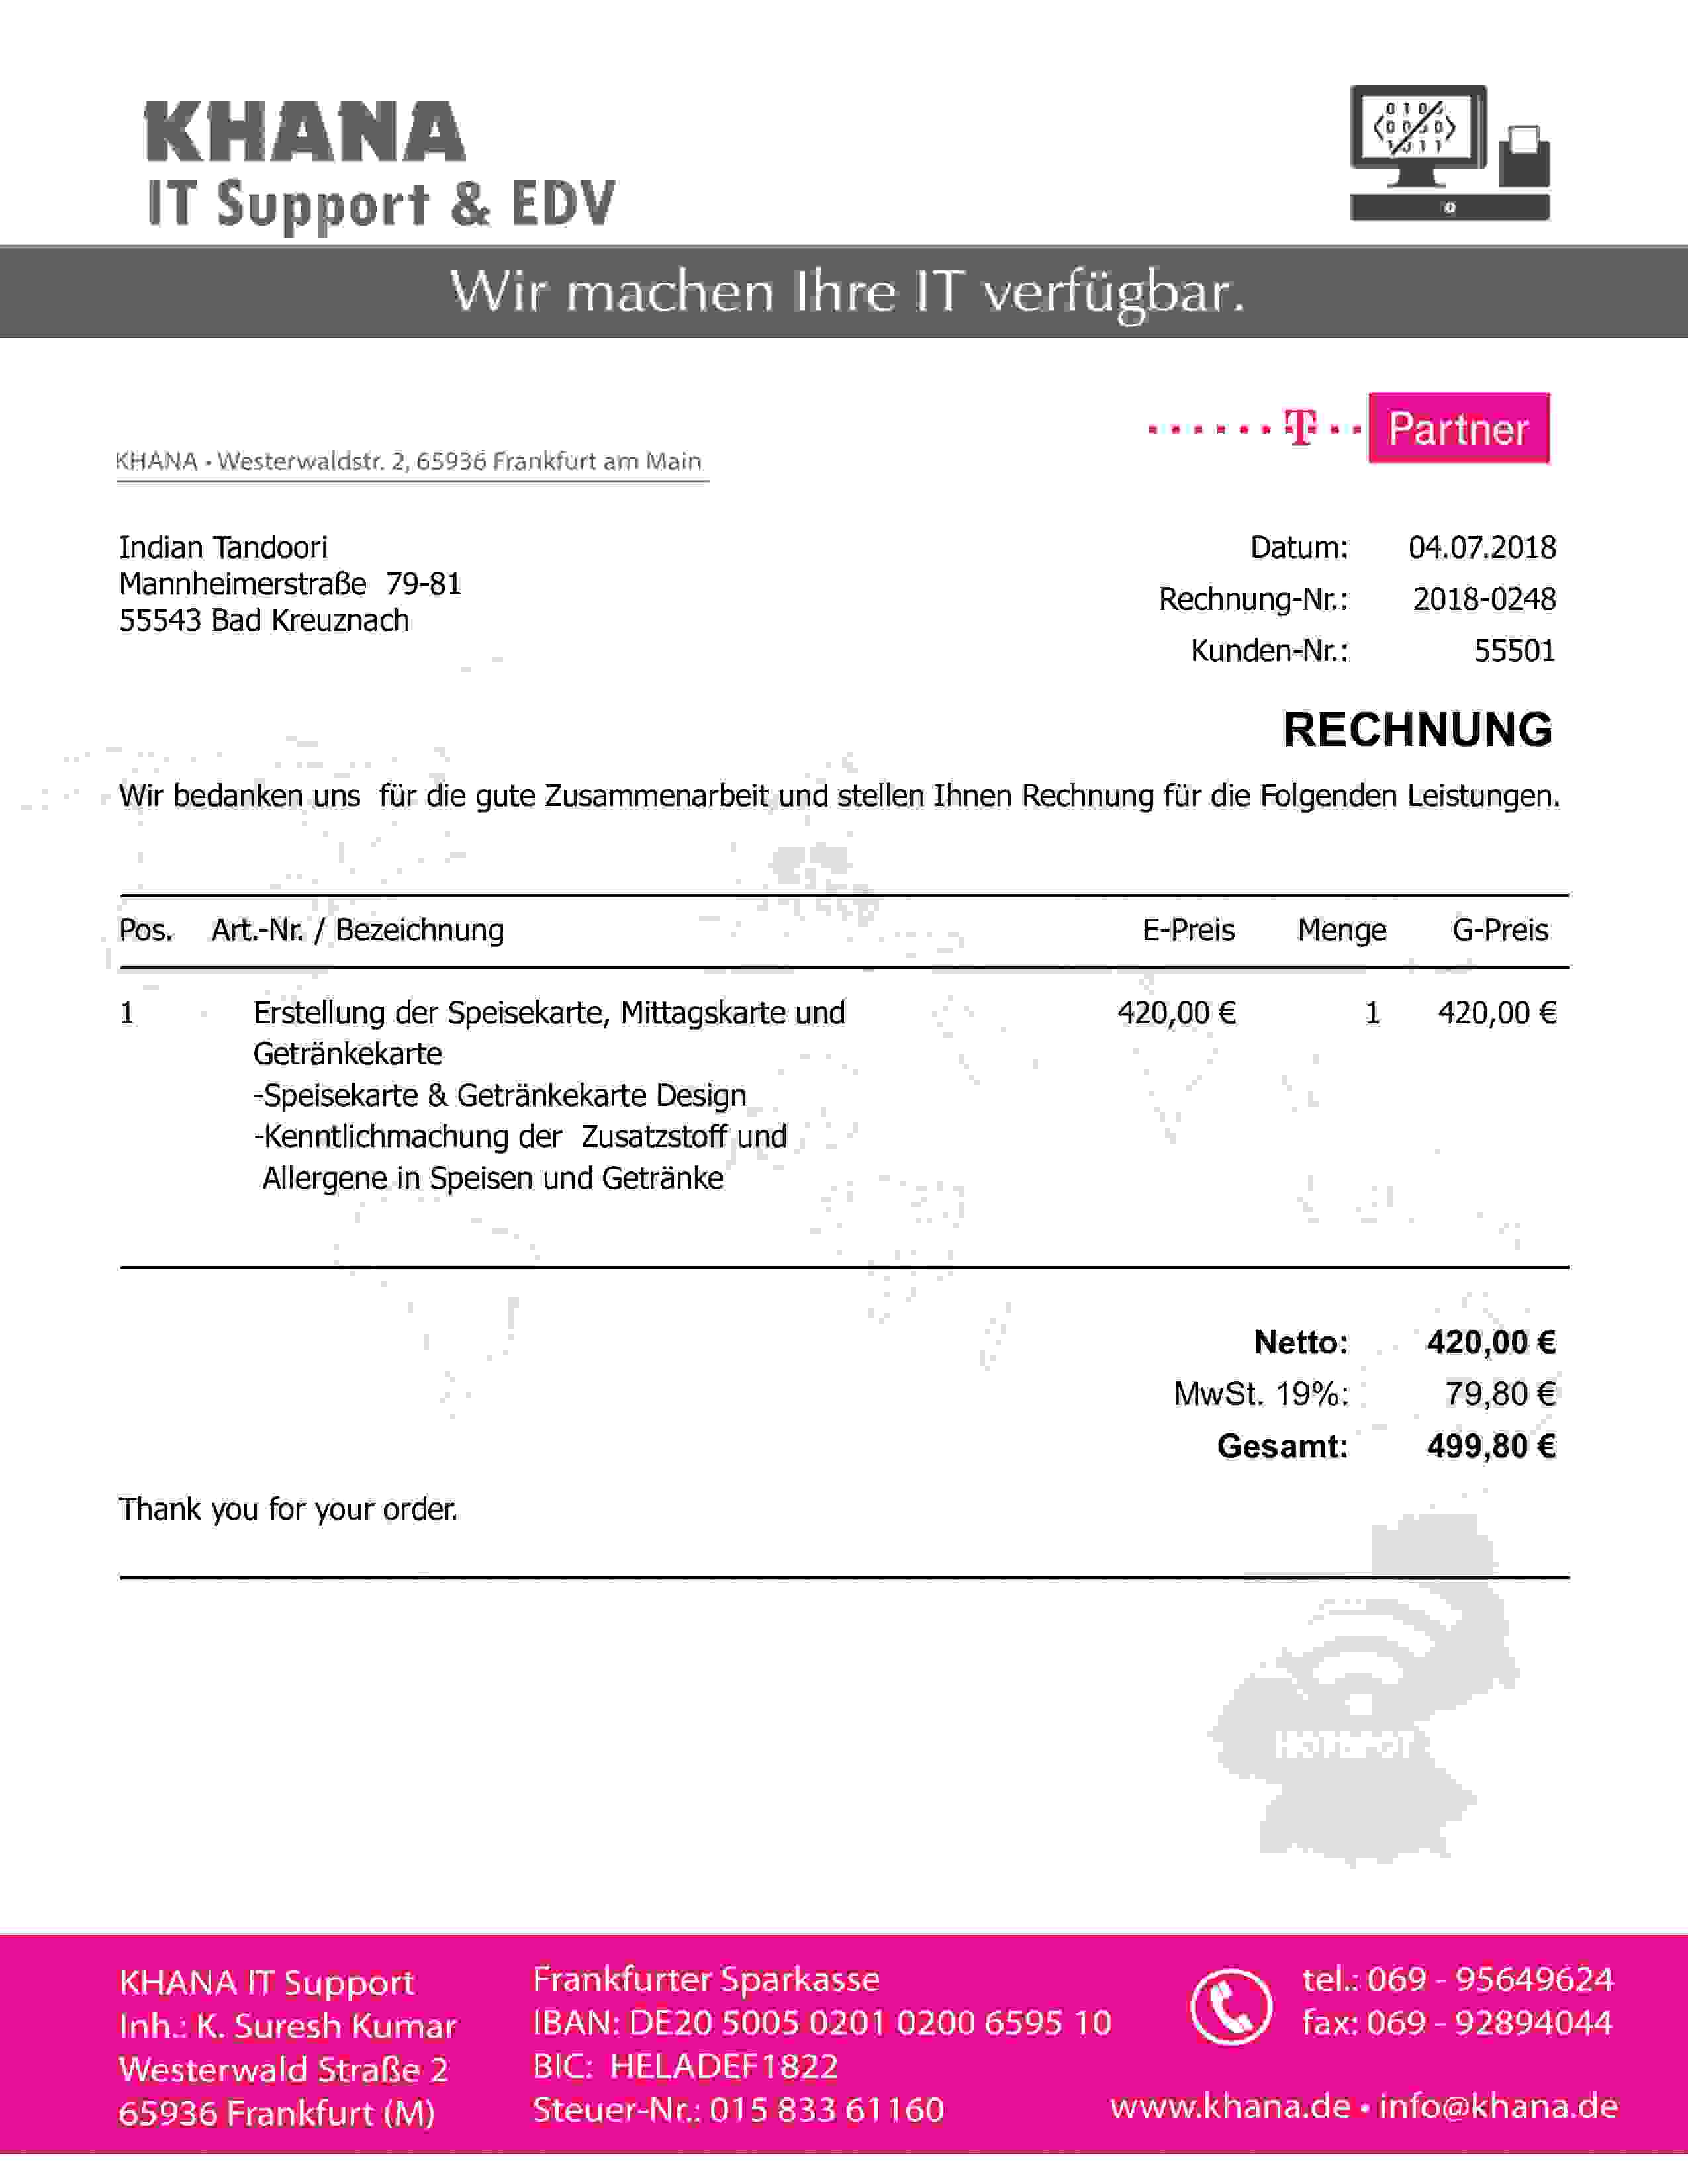 KHANA
IT Support & EDV
Wir machen Ihre IT verfügbar.
T Partner
KHANA • Westerwaldstr. 2, 65936 Frankfurt am Main
Indian Tandoori
Mannheimerstraße 79-81
55543 Bad Kreuznach
Datum: 04.07.2018
Rechnung-Nr.: 2018-0248
Kunden-Nr.: 55501
RECHNUNG
Wir bedanken uns für die gute Zusammenarbeit und stellen Ihnen Rechnung für die Folgenden Leistungen.
Pos. Art.-Nr. / Bezeichnung E-Preis Menge G-Preis
1 Erstellung der Speisekarte, Mittagskarte und 420,00 € 1 420,00 €
Getränkekarte
-Speisekarte & Getränkekarte Design
-Kenntlichmachung der Zusatzstoff und
Allergene in Speisen und Getränke
Netto: 420,00 €
MwSt. 19%: 79,80 €
Gesamt: 499,80 €
Thank you for your order.
KHANA IT Support
Inh.: K. Suresh Kumar
Westerwald Straße 2
65936 Frankfurt (M)
Frankfurter Sparkasse
IBAN: DE20 5005 0201 0200 6595 10
BIC: HELADEF1822
Steuer-Nr.: 015 833 61160
tel.: 069 - 95649624
fax: 069 - 92894044
www.khana.de • info@khana.de